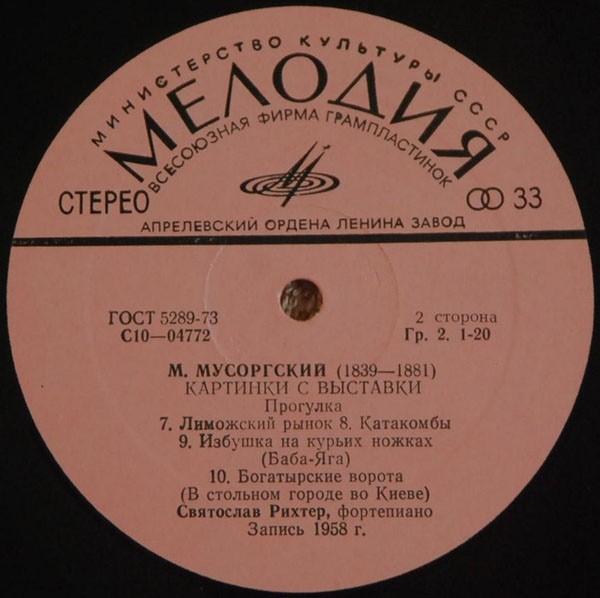 МИНИСТЕРСТВО КУЛЬТУРЫ СССР
МЕЛОДИЯ
ВСЕСОЮЗНАЯ ФИРМА ГРАМПЛАСТИНОК
СТЕРЕО
33
АПРЕЛЕВСКИЙ ОРДЕНА ЛЕНИНА ЗАВОД
ГОСТ 5289-73
2 сторона
С10—04772
Гр. 2. 1-20
М. МУСОРГСКИЙ (1839—1881)
КАРТИНКИ С ВЫСТАВКИ
Прогулка
7. Лиможский рынок 8. Катакомбы
9. Избушка на курьих ножках
(Баба-Яга)
10. Богатырские ворота
(В стольном городе во Киеве)
Святослав Рихтер, фортепиано
Запись 1958 г.